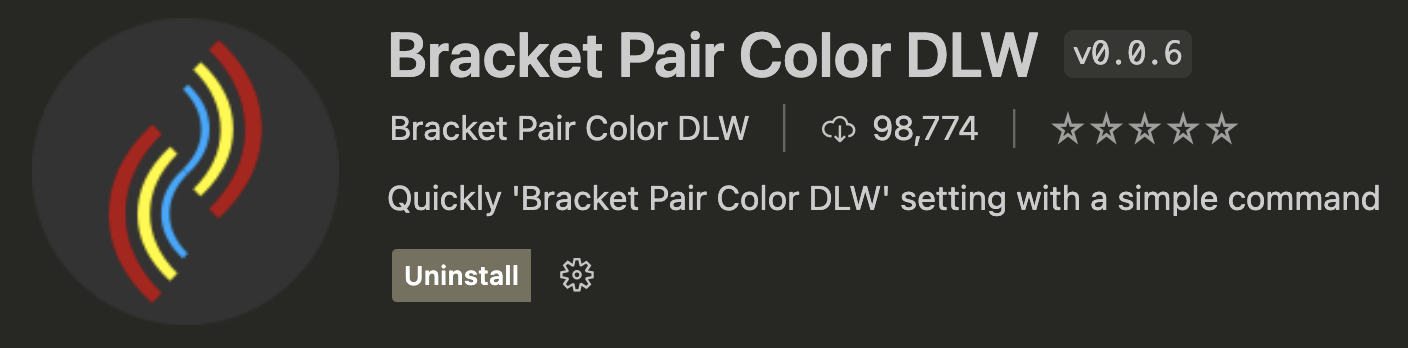 Bracket Pair Color DLW v0.0.6
Bracket Pair Color DLW 98,774
Quickly 'Bracket Pair Color DLW' setting with a simple command
Uninstall